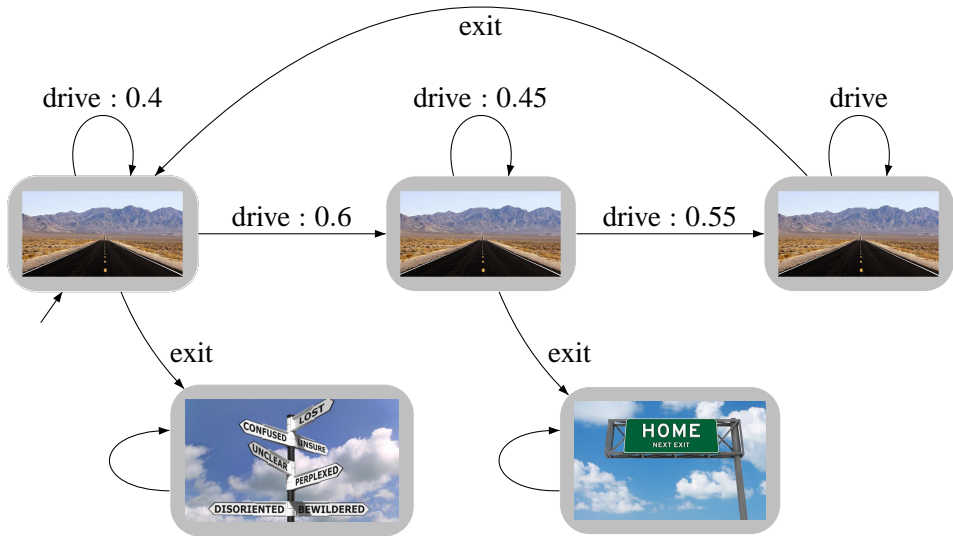 exit
drive : 0.4
drive : 0.45
drive
drive : 0.6
drive : 0.55
exit
exit
LOST
CONFUSED
UNSURE
UNCLEAR
PERPLEXED
DISORIENTED
BEWILDERED
HOME
NEXT EXIT